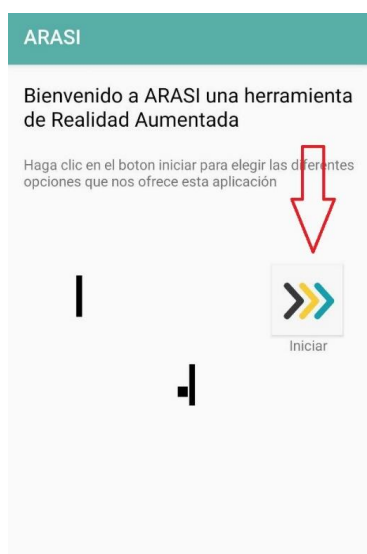 ARASI
Bienvenido a ARASI una herramienta
de Realidad Aumentada
Haga clic en el boton iniciar para elegir las diferentes
opciones que nos ofrece esta aplicación
Iniciar